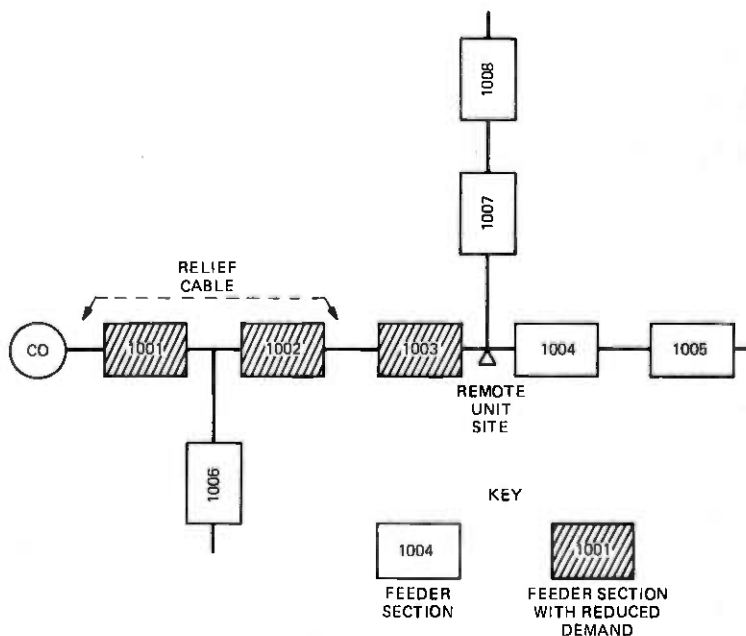 1008
1007
RELIEF
CABLE
CO
1001
1002
1003
1004
1005
REMOTE
UNIT
SITE
1006
KEY
1004
1001
FEEDER
SECTION
FEEDER SECTION
WITH REDUCED
DEMAND